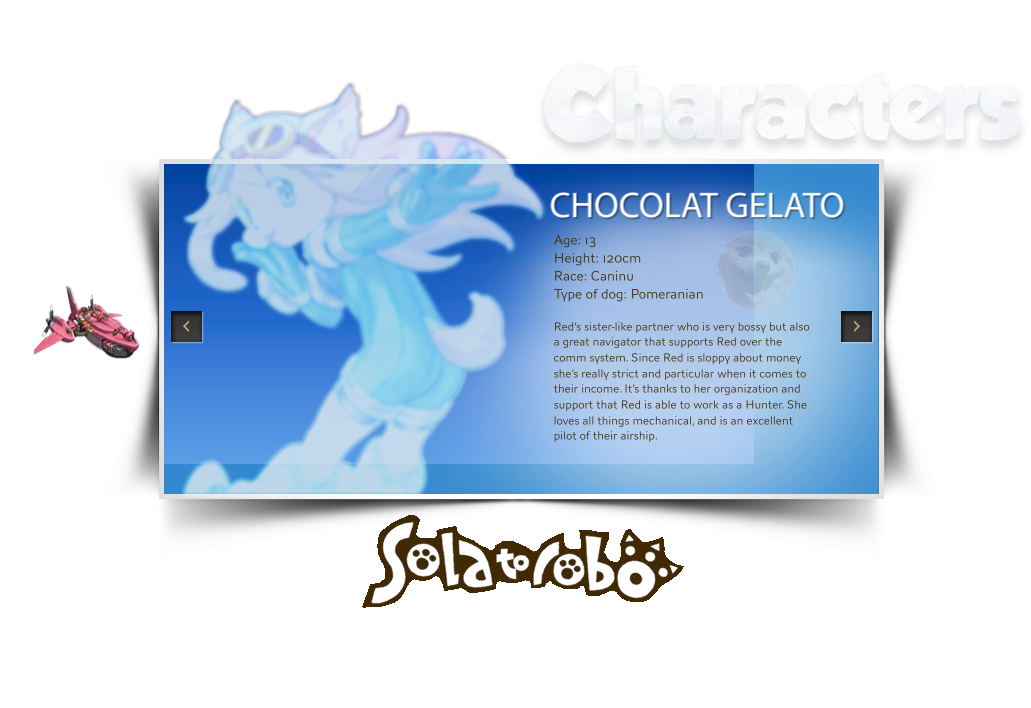 Characters
CHOCOLAT GELATO
Age: 13
Height: 120cm
Race: Caninu
Type of dog: Pomeranian
Red's sister-like partner who is very bossy but also
a great navigator that supports Red over the
comm system. Since Red is sloppy about money
she's really strict and particular when it comes to
their income. It's thanks to her organization and
support that Red is able to work as a Hunter. She
loves all things mechanical, and is an excellent
pilot of their airship.
Solatorobo